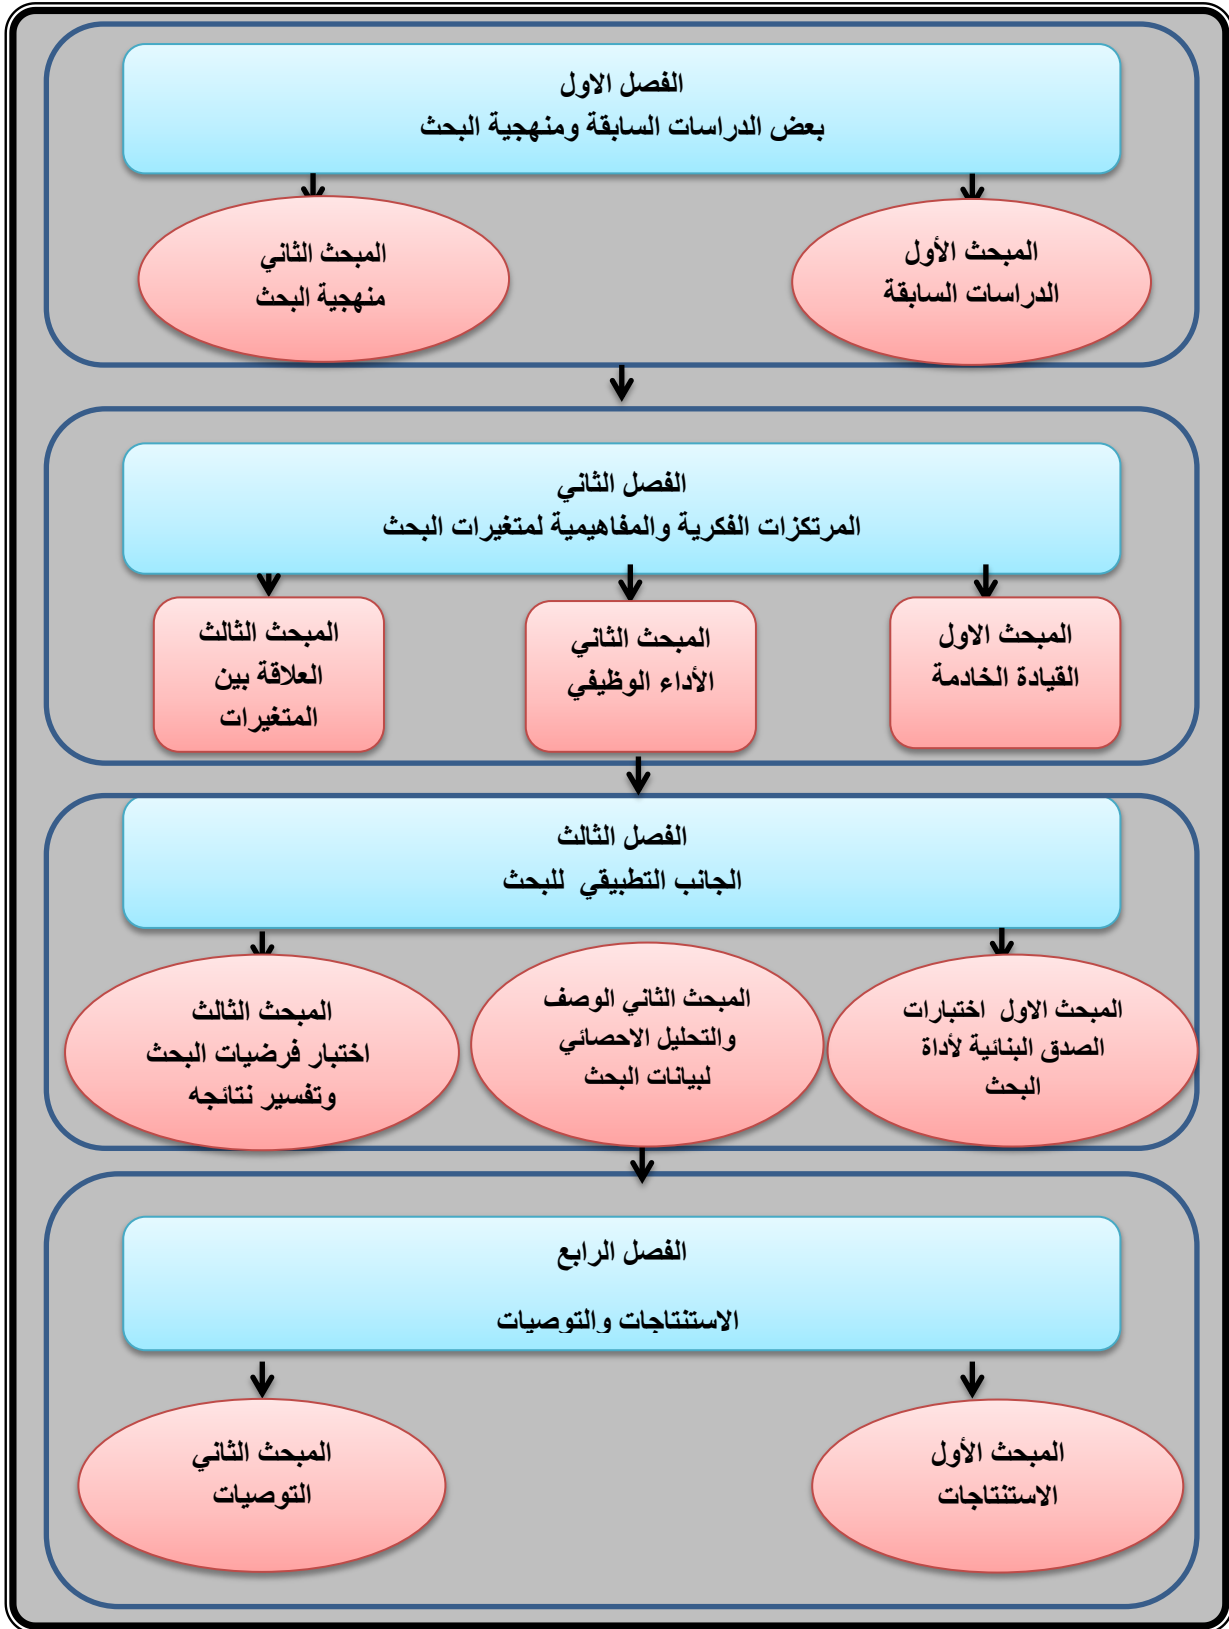 الفصل الاول
بعض الدراسات السابقة ومنهجية البحث
المبحث الأول
الدراسات السابقة
المبحث الثاني
منهجية البحث
الفصل الثاني
المرتكزات الفكرية والمفاهيمية لمتغيرات البحث
المبحث الاول
القيادة الخادمة
المبحث الثاني
الأداء الوظيفي
المبحث الثالث
العلاقة بين
المتغيرات
الفصل الثالث
الجانب التطبيقي للبحث
المبحث الاول اختبارات
الصدق البنائية لأداة
البحث
المبحث الثاني الوصف
والتحليل الاحصائي
لبيانات البحث
المبحث الثالث
اختبار فرضيات البحث
وتفسير نتائجه
الفصل الرابع
الاستنتاجات والتوصيات
المبحث الأول
الاستنتاجات
المبحث الثاني
التوصيات